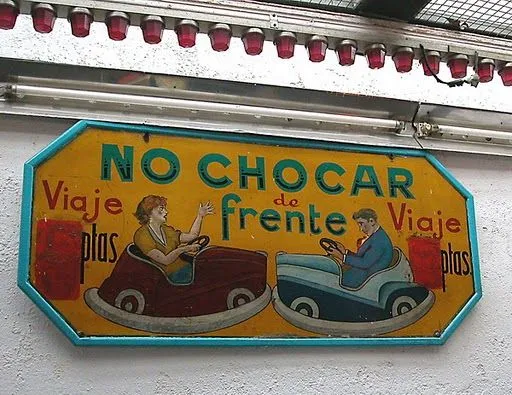 NO CHOCAR
de
frente
Viaje
ptas
Viaje
ptas.